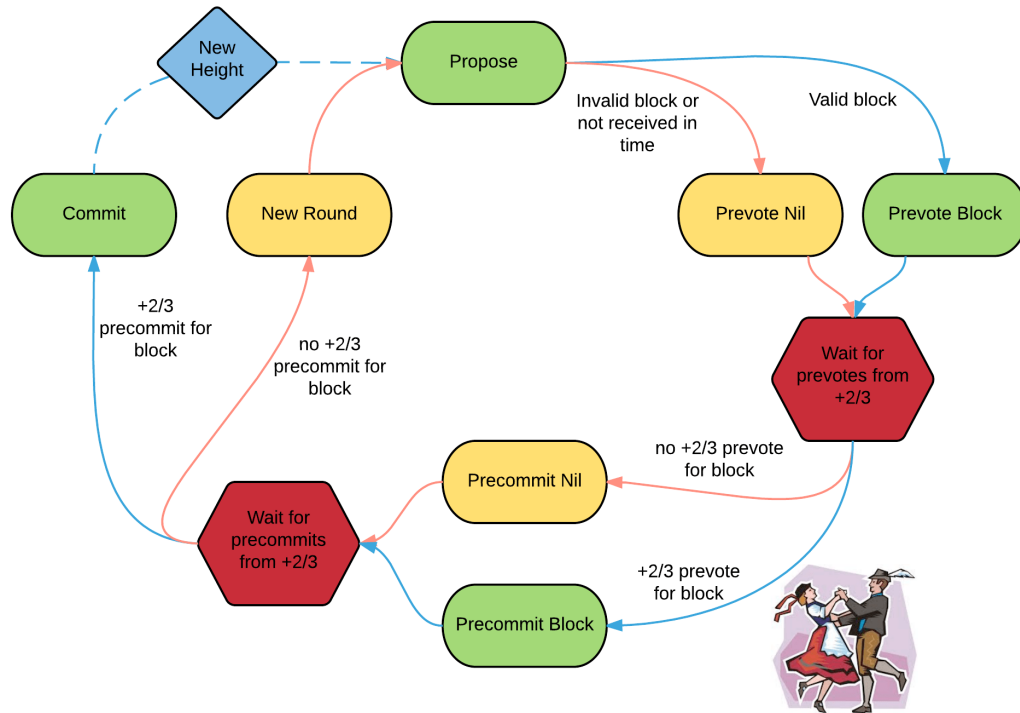 New
Height
Propose
Invalid block or
not received in
time
Valid block
Commit
New Round
Prevote Nil
Prevote Block
+2/3
precommit for
block
no +2/3
precommit for
block
Wait for
prevotes from
+2/3
no +2/3 prevote
for block
Precommit Nil
Wait for
precommits
from +2/3
+2/3 prevote
for block
Precommit Block